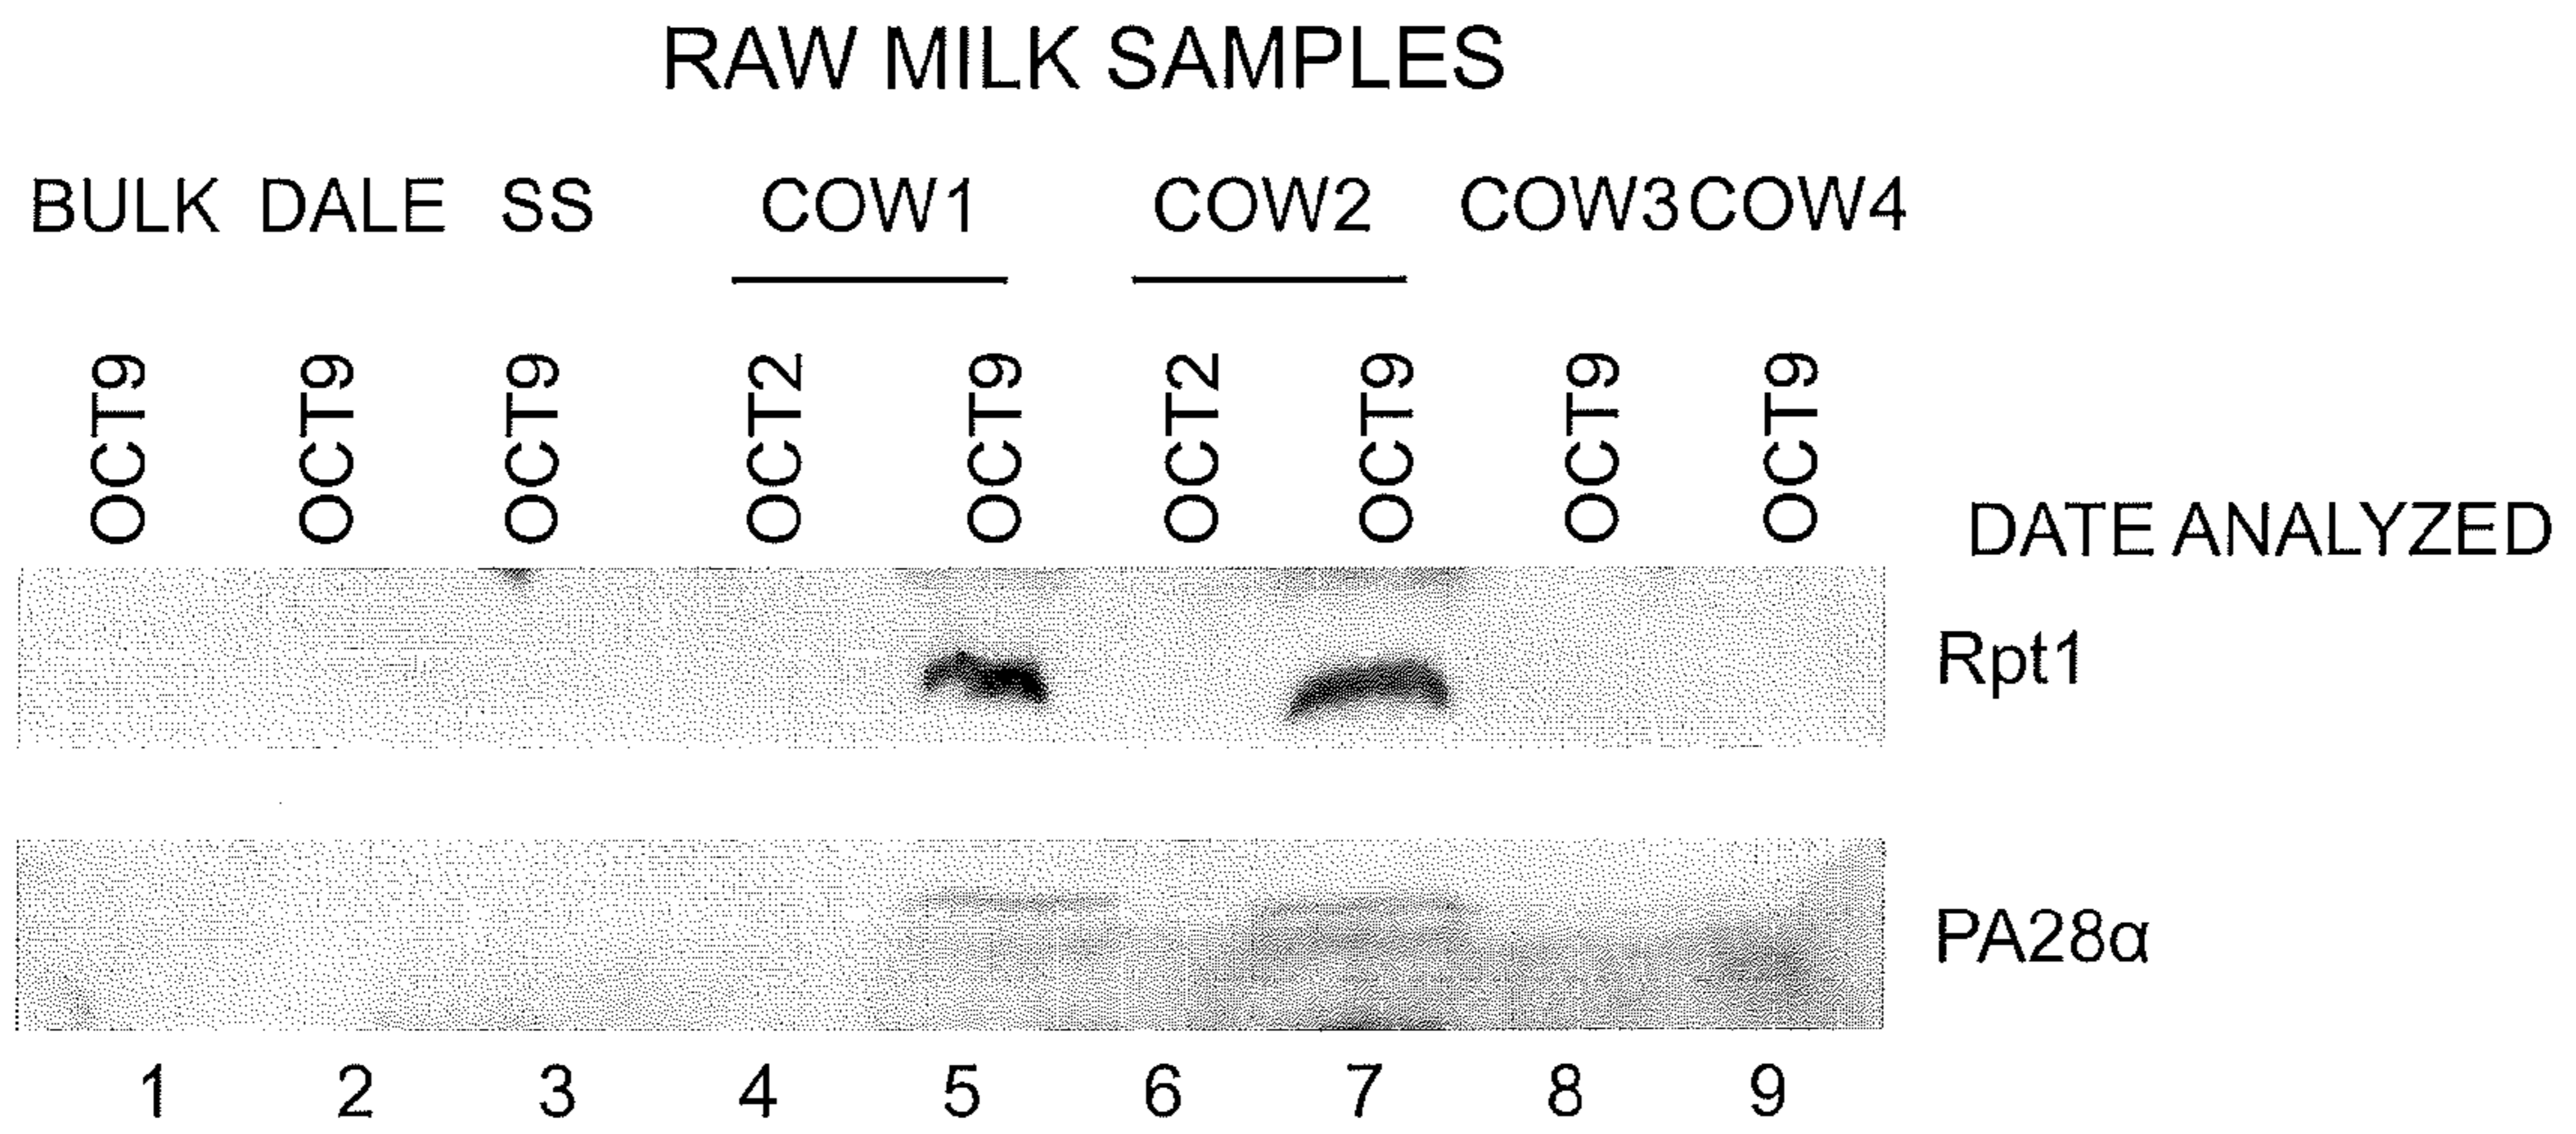 RAW MILK SAMPLES
BULK DALE SS COW1 COW2 COW3 COW4
OCT9 OCT9 OCT9 OCT2 OCT9 OCT2 OCT9 OCT9 OCT9
DATE ANALYZED
Rpt1
PA28α
1 2 3 4 5 6 7 8 9